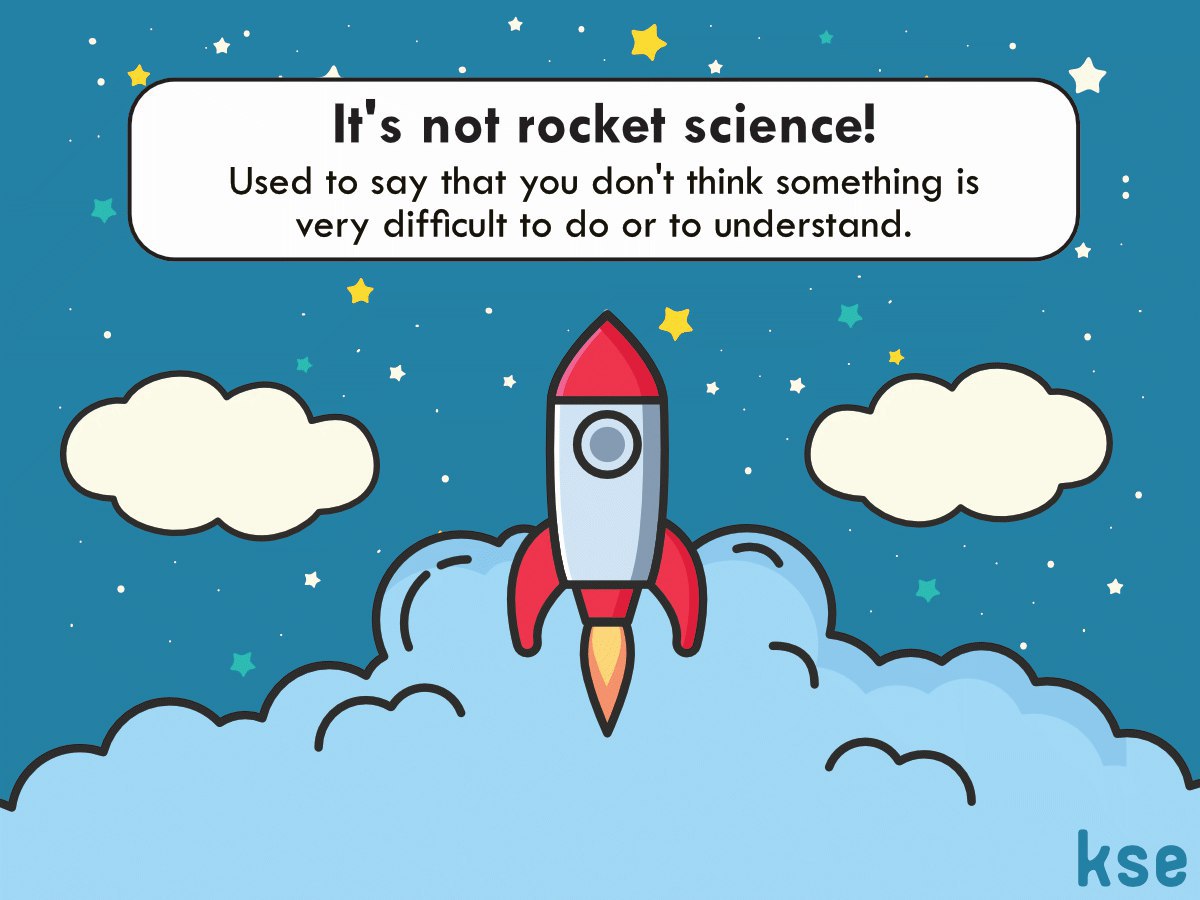 It's not rocket science!
Used to say that you don't think something is
very difficult to do or to understand.
kse